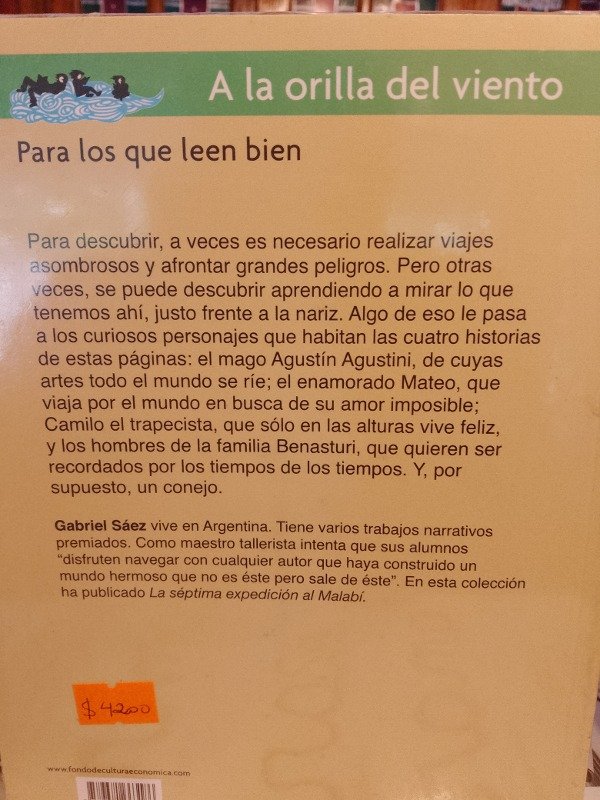 A la orilla del viento
Para los que leen bien
Para descubrir, a veces es necesario realizar viajes
asombrosos y afrontar grandes peligros. Pero otras
veces, se puede descubrir aprendiendo a mirar lo que
tenemos ahí, justo frente a la nariz. Algo de eso le pasa
a los curiosos personajes que habitan las cuatro historias
de estas páginas: el mago Agustín Agustini, de cuyas
artes todo el mundo se ríe; el enamorado Mateo, que
viaja por el mundo en busca de su amor imposible;
Camilo el trapecista, que sólo en las alturas vive feliz,
y los hombres de la familia Benasturi, que quieren ser
recordados por los tiempos de los tiempos. Y, por
supuesto, un conejo.
Gabriel Sáez vive en Argentina. Tiene varios trabajos narrativos
premiados. Como maestro tallerista intenta que sus alumnos
“disfruten navegar con cualquier autor que haya construido un
mundo hermoso que no es éste pero sale de éste”. En esta colección
ha publicado La séptima expedición al Malabí.
$ 4200
www.fondodeculturaeconomica.com